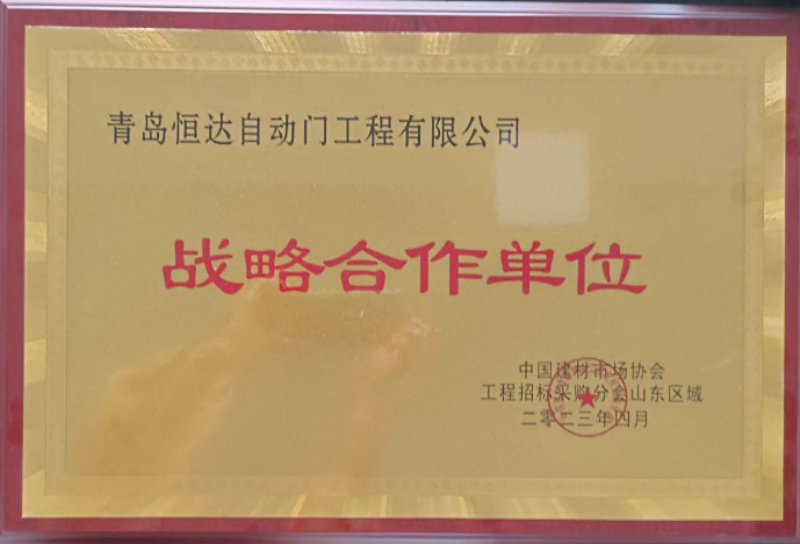 青岛恒达自动门工程有限公司
战略合作单位
中国建材市场协会
工程招标采购分会山东区域
二零二三年四月